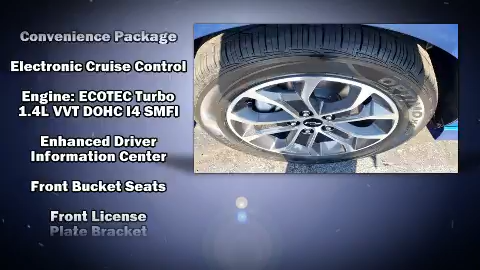 Convenience Package
Electronic Cruise Control
Engine: ECOTEC Turbo
1.4L VVT DOHC I4 SMFI
Enhanced Driver
Information Center
Front Bucket Seats
Front License
Plate Bracket